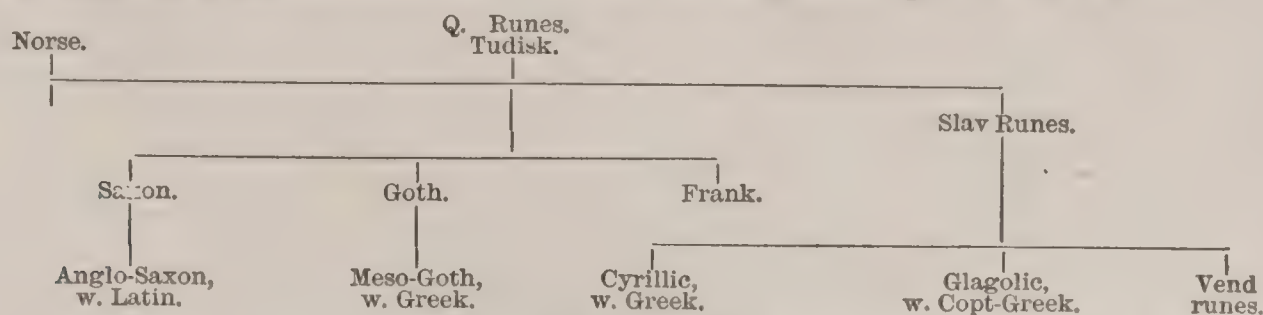 Q. Runes.
Norse.
Tudisk.
Slav Runes.
Saxon. Goth. Frank.
Anglo-Saxon, Meso-Goth, Cyrillic, Glagolic, Vend
w. Latin. w. Greek. w. Greek. w. Copt-Greek. runes.